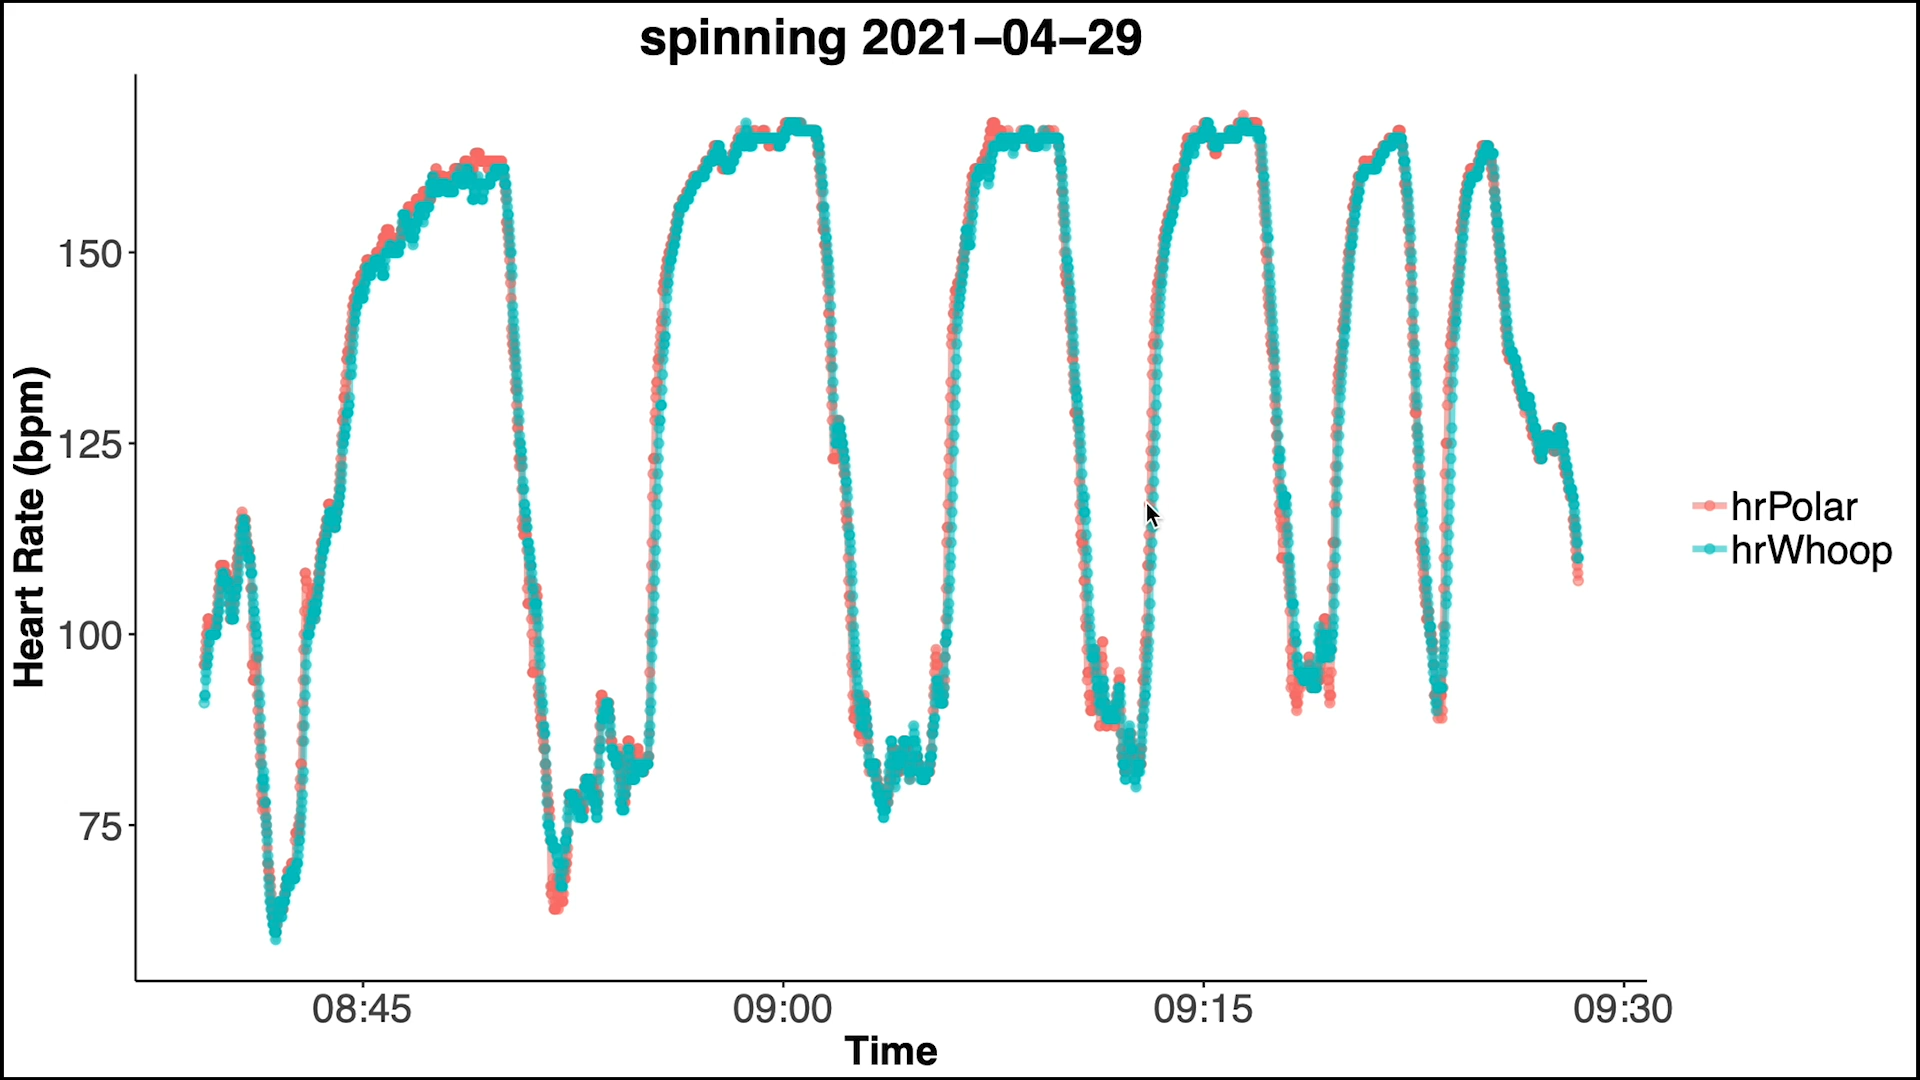 spinning 2021–04–29
Heart Rate (bpm)
150
125
100
75
08:45
09:00
09:15
09:30
Time
hrPolar
hrWhoop